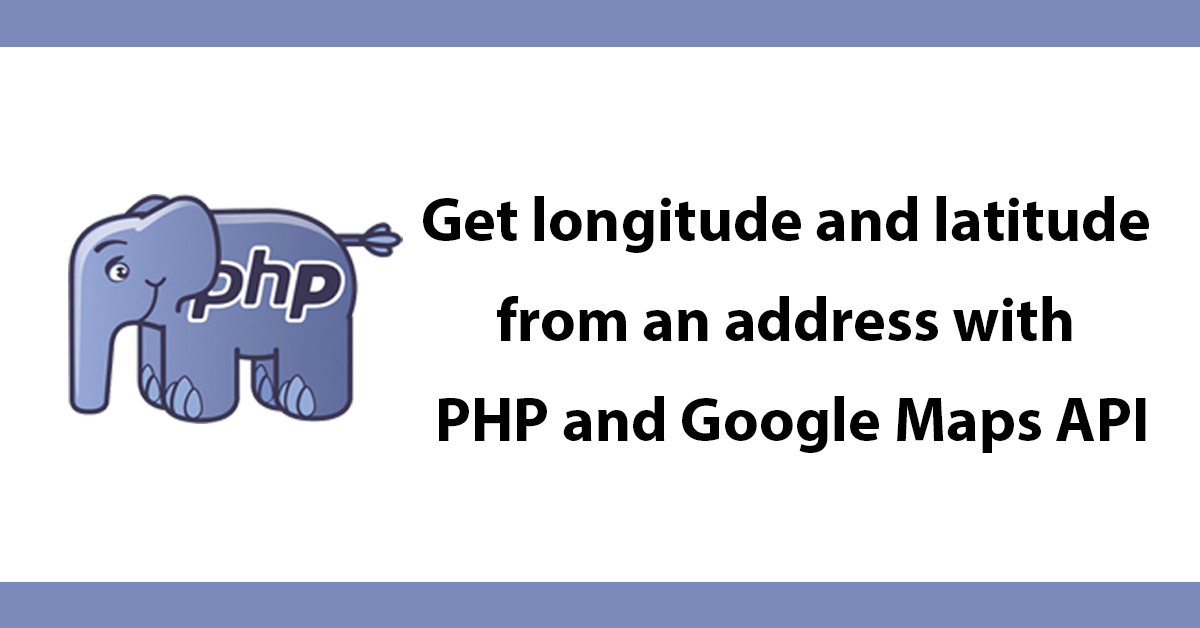 php
Get longitude and latitude
from an address with
PHP and Google Maps API